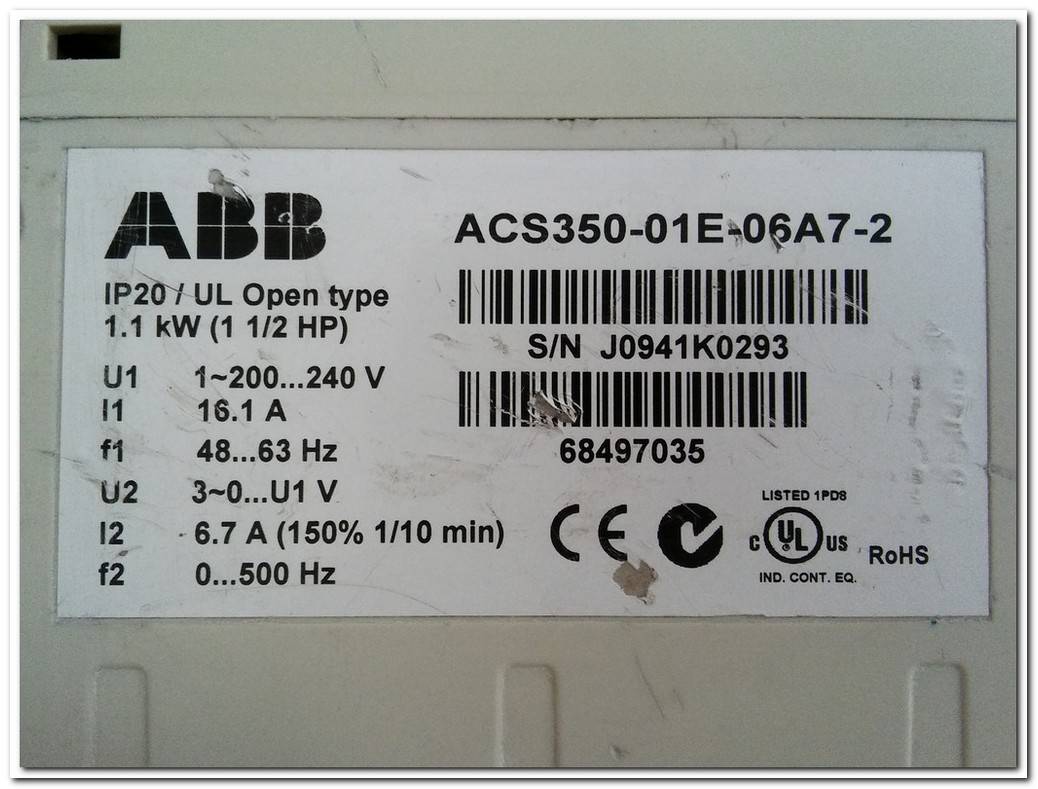 ABB
ACS350-01E-06A7-2
IP20 / UL Open type
1.1 kW (1 1/2 HP)
S/N J0941K0293
U1 1~200...240 V
I1 16.1 A
f1 48...63 Hz
68497035
U2 3~0...U1 V
I2 6.7 A (150% 1/10 min)
f2 0...500 Hz
CE
LISTED 1PD8
C UL US
IND. CONT. EQ.
RoHS